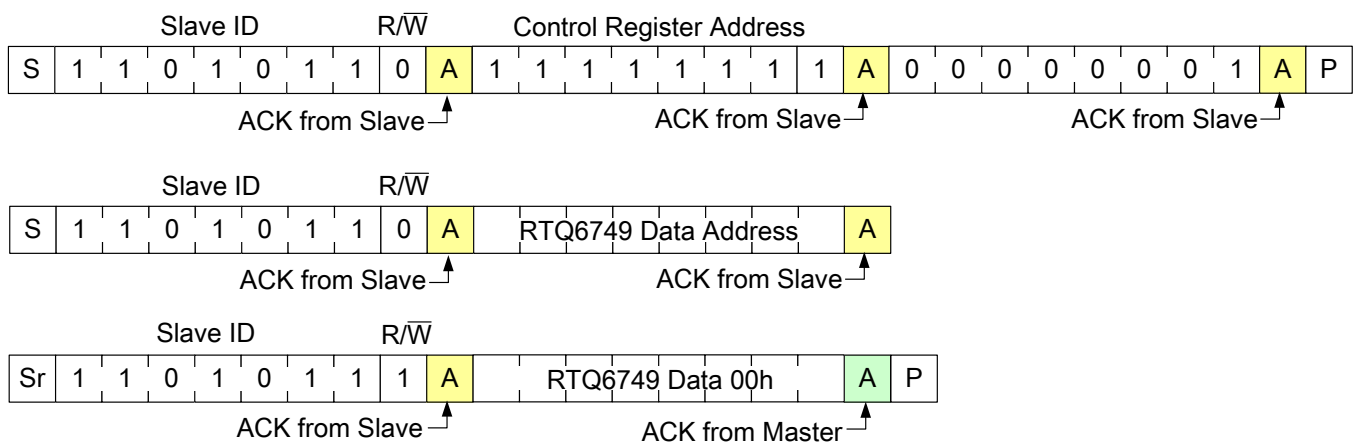 Slave ID R/W̅ Control Register Address
S 1 1 0 1 0 1 1 0 A 1 1 1 1 1 1 1 1 A 0 0 0 0 0 0 0 1 A P
ACK from Slave ACK from Slave ACK from Slave
Slave ID R/W̅
S 1 1 0 1 0 1 1 0 A RTQ6749 Data Address A
ACK from Slave ACK from Slave
Slave ID R/W̅
Sr 1 1 0 1 0 1 1 1 A RTQ6749 Data 00h A P
ACK from Slave ACK from Master